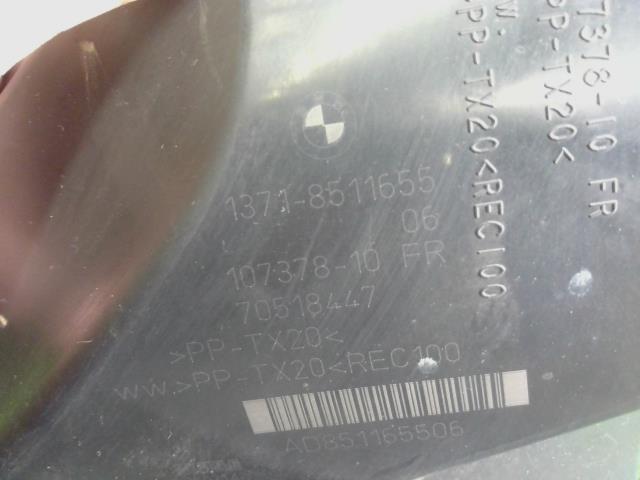 1371-8511655
06
107378-10 FR
70518447
>PP-TX20<
WW.>PP-TX20<REC100
AD851165506
7378-10 FR
PP-TX20<
W.
PP-TX20<REC100